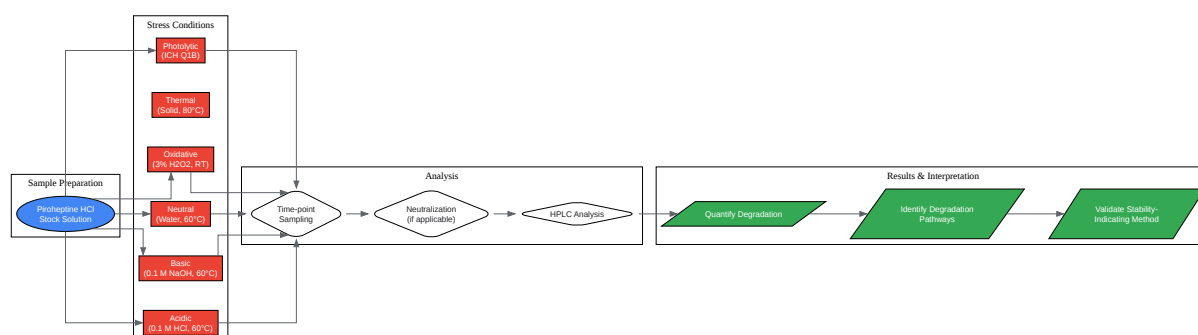 Stress Conditions
Photolytic
(ICH Q1B)
Thermal
(Solid, 80°C)
Oxidative
(3% H2O2, RT)
Neutral
(Water, 60°C)
Basic
(0.1 M NaOH, 60°C)
Acidic
(0.1 M HCl, 60°C)
Sample Preparation
Piroheptine HCl
Stock Solution
Analysis
Time-point
Sampling
Neutralization
(if applicable)
HPLC Analysis
Results & Interpretation
Quantify Degradation
Identify Degradation
Pathways
Validate Stability-
Indicating Method